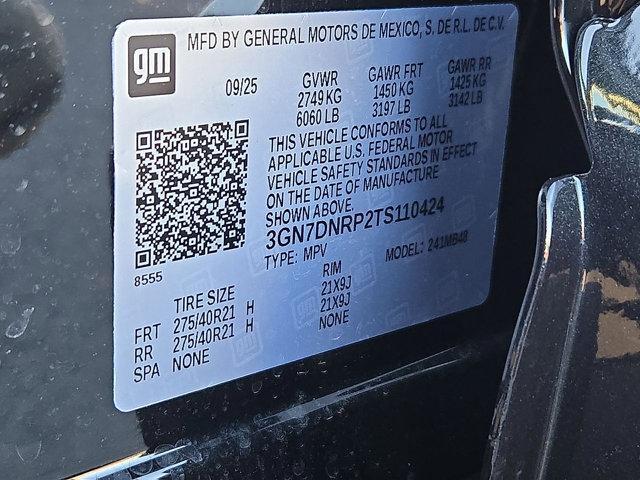 gm
MFD BY GENERAL MOTORS DE MEXICO, S. DE R.L. DE C.V.
09/25 GVWR GAWR FRT GAWR RR
2749 KG 1450 KG 1425 KG
6060 LB 3197 LB 3142 LB
THIS VEHICLE CONFORMS TO ALL
APPLICABLE U.S. FEDERAL MOTOR
VEHICLE SAFETY STANDARDS IN EFFECT
ON THE DATE OF MANUFACTURE
SHOWN ABOVE.
3GN7DNRP2TS110424
TYPE: MPV MODEL: 241MB48
8555
TIRE SIZE RIM
FRT 275/40R21 H 21X9J
RR 275/40R21 H 21X9J
SPA NONE NONE